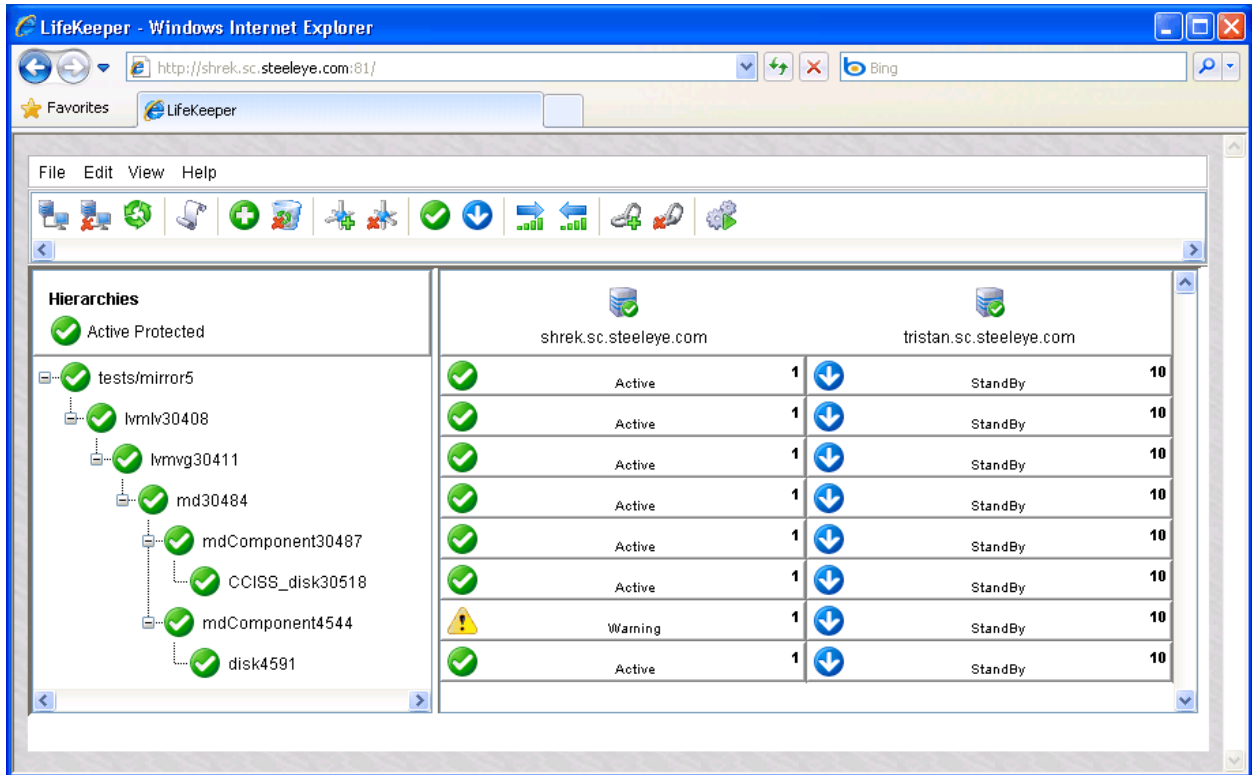 LifeKeeper - Windows Internet Explorer
http://shrek.sc.steeleye.com:81/
Bing
Favorites
LifeKeeper
File Edit View Help
Hierarchies
Active Protected
shrek.sc.steeleye.com
tristan.sc.steeleye.com
tests/mirror5 Active 1 StandBy 10
lvmlv30408 Active 1 StandBy 10
lvmvg30411 Active 1 StandBy 10
md30484 Active 1 StandBy 10
mdComponent30487 Active 1 StandBy 10
CCISS_disk30518 Active 1 StandBy 10
mdComponent4544 Warning 1 StandBy 10
disk4591 Active 1 StandBy 10